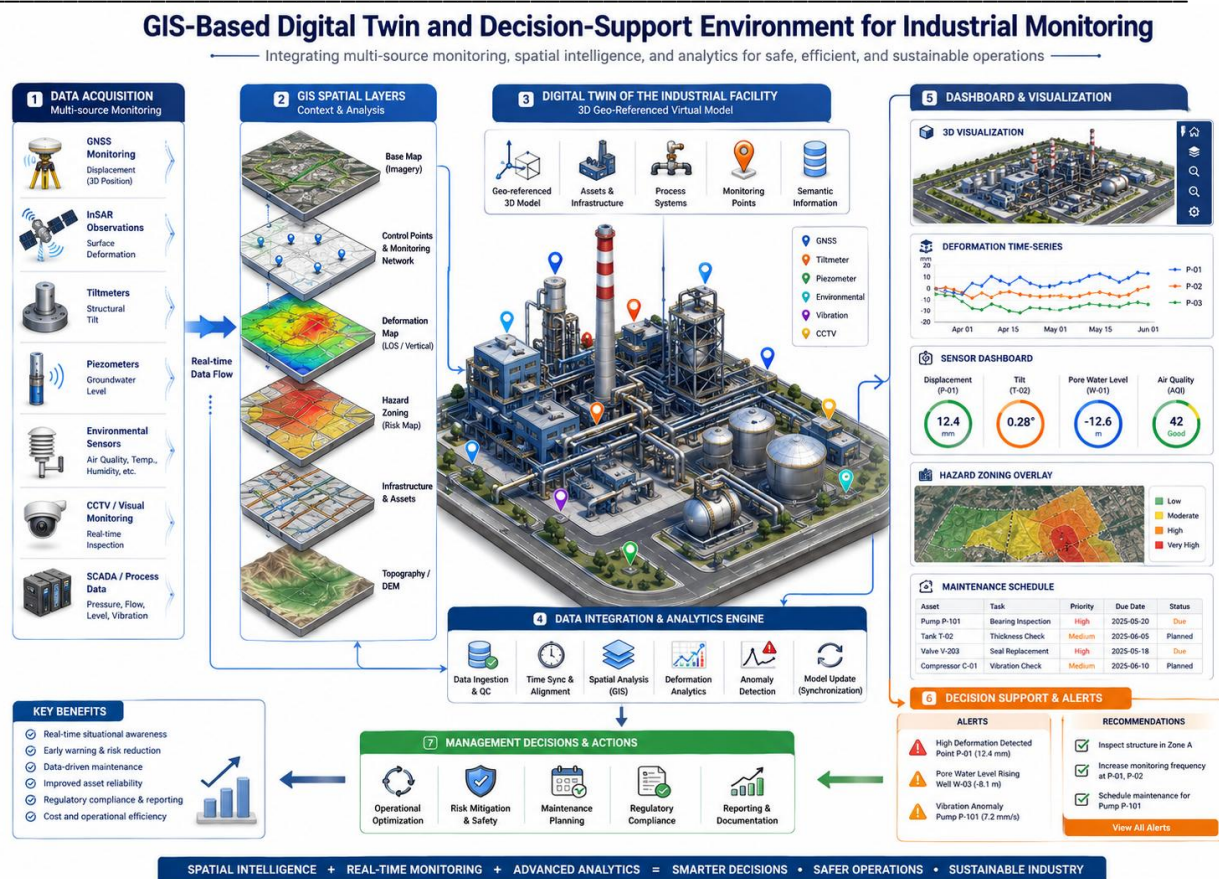 GIS-Based Digital Twin and Decision-Support Environment for Industrial Monitoring
Integrating multi-source monitoring, spatial intelligence, and analytics for safe, efficient, and sustainable operations
1 DATA ACQUISITION
Multi-source Monitoring
GNSS
Monitoring
Displacement
(3D Position)
InSAR
Observations
Surface
Deformation
Tiltmeters
Structural
Tilt
Piezometers
Groundwater
Level
Environmental
Sensors
Air Quality, Temp.,
Humidity, etc.
CCTV / Visual
Monitoring
Real-time
Inspection
SCADA / Process
Data
Pressure, Flow,
Level, Vibration
Real-time
Data Flow
2 GIS SPATIAL LAYERS
Context & Analysis
Base Map
(Imagery)
Control Points
& Monitoring
Network
Deformation
Map
(LOS / Vertical)
Hazard
Zoning
(Risk Map)
Infrastructure
& Assets
Topography /
DEM
3 DIGITAL TWIN OF THE INDUSTRIAL FACILITY
3D Geo-Referenced Virtual Model
Geo-referenced
3D Model
Assets &
Infrastructure
Process
Systems
Monitoring
Points
Semantic
Information
GNSS
Tiltmeter
Piezometer
Environmental
Vibration
CCTV
4 DATA INTEGRATION & ANALYTICS ENGINE
Data Ingestion
& QC
Time Sync &
Alignment
Spatial Analysis
(GIS)
Deformation
Analytics
Anomaly
Detection
Model Update
(Synchronization)
5 DASHBOARD & VISUALIZATION
3D VISUALIZATION
DEFORMATION TIME-SERIES
mm
20
10
0
-10
-20
Apr 01 Apr 15 May 01 May 15 Jun 01
P-01
P-02
P-03
SENSOR DASHBOARD
Displacement
(P-01)
12.4
mm
Tilt
(T-02)
0.28°
Pore Water Level
(W-01)
-12.6
m
Air Quality
(AQI)
42
Good
HAZARD ZONING OVERLAY
Low
Moderate
High
Very High
MAINTENANCE SCHEDULE
Asset Task Priority Due Date Status
Pump P-101 Bearing Inspection High 2025-05-20 Due
Tank T-02 Thickness Check Medium 2025-06-05 Planned
Valve V-203 Seal Replacement High 2025-05-18 Due
Compressor C-01 Vibration Check Medium 2025-06-10 Planned
6 DECISION SUPPORT & ALERTS
ALERTS
High Deformation Detected
Point P-01 (12.4 mm)
Pore Water Level Rising
Well W-03 (-8.1 m)
Vibration Anomaly
Pump P-101 (7.2 mm/s)
RECOMMENDATIONS
Inspect structure in Zone A
Increase monitoring frequency
at P-01, P-02
Schedule maintenance for
Pump P-101
View All Alerts
7 MANAGEMENT DECISIONS & ACTIONS
Operational
Optimization
Risk Mitigation
& Safety
Maintenance
Planning
Regulatory
Compliance
Reporting &
Documentation
KEY BENEFITS
Real-time situational awareness
Early warning & risk reduction
Data-driven maintenance
Improved asset reliability
Regulatory compliance & reporting
Cost and operational efficiency
SPATIAL INTELLIGENCE + REAL-TIME MONITORING + ADVANCED ANALYTICS = SMARTER DECISIONS • SAFER OPERATIONS • SUSTAINABLE INDUSTRY